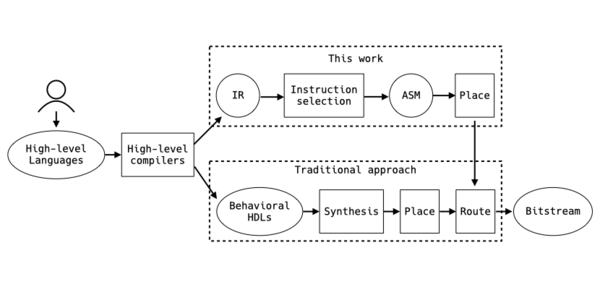 This work
IR
Instruction
selection
ASM
Place
High-level
Languages
High-level
compilers
Traditional approach
Behavioral
HDLs
Synthesis
Place
Route
Bitstream